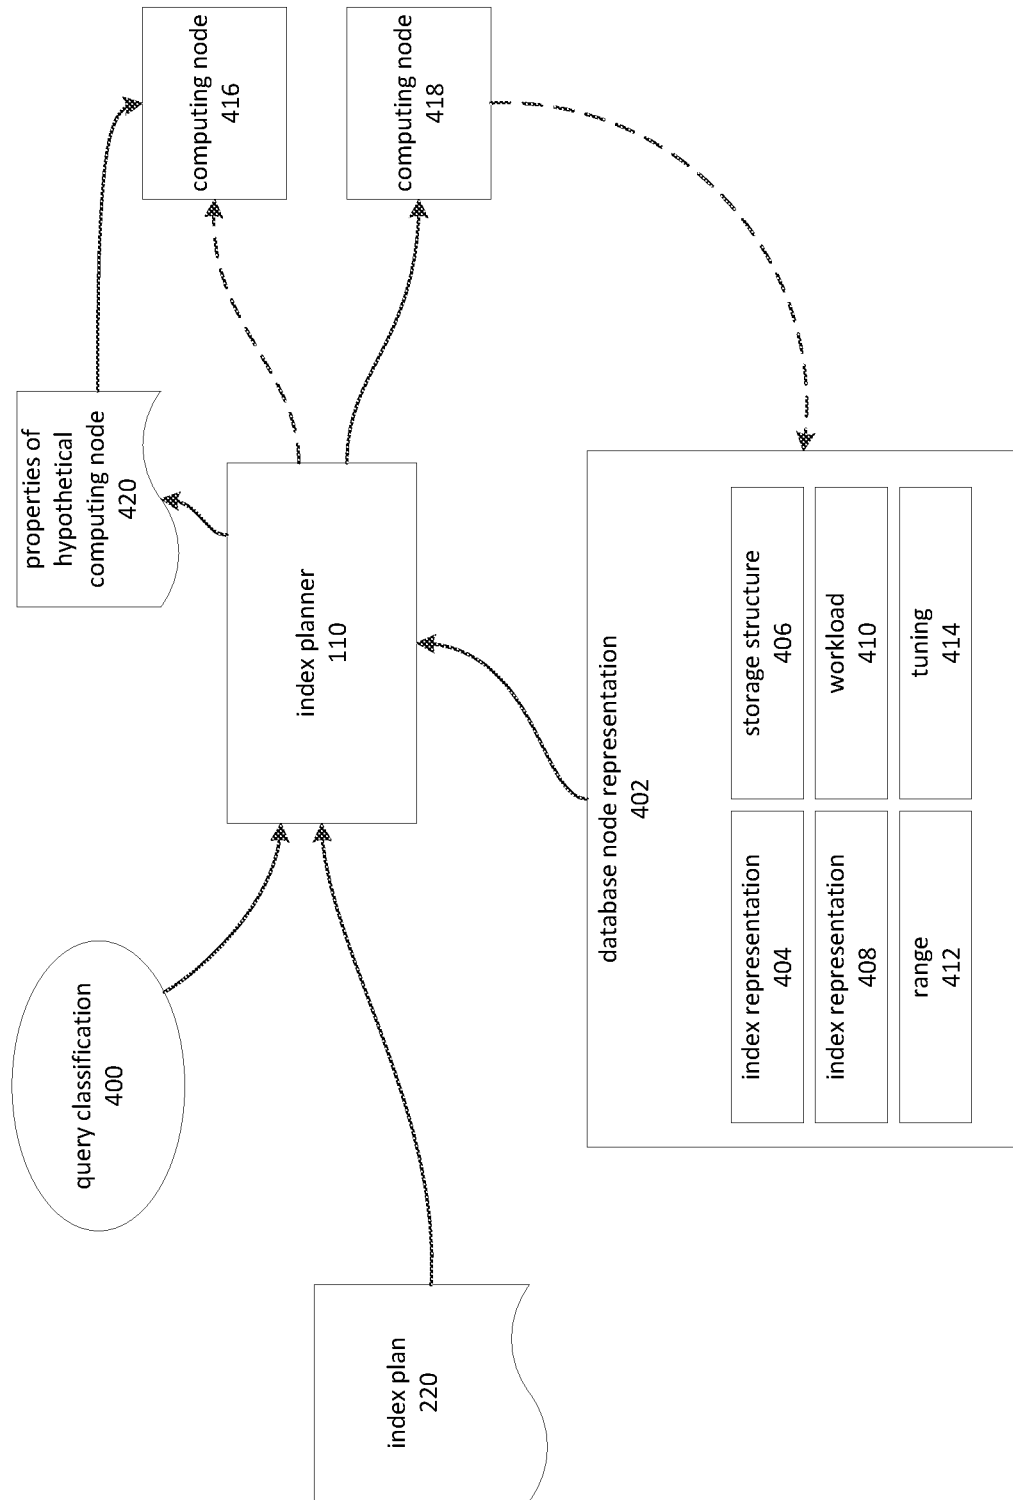 index plan
220
query classification
400
index planner
110
properties of
hypothetical
computing node
420
computing node
416
computing node
418
database node representation
402
index representation
404
storage structure
406
index representation
408
workload
410
range
412
tuning
414